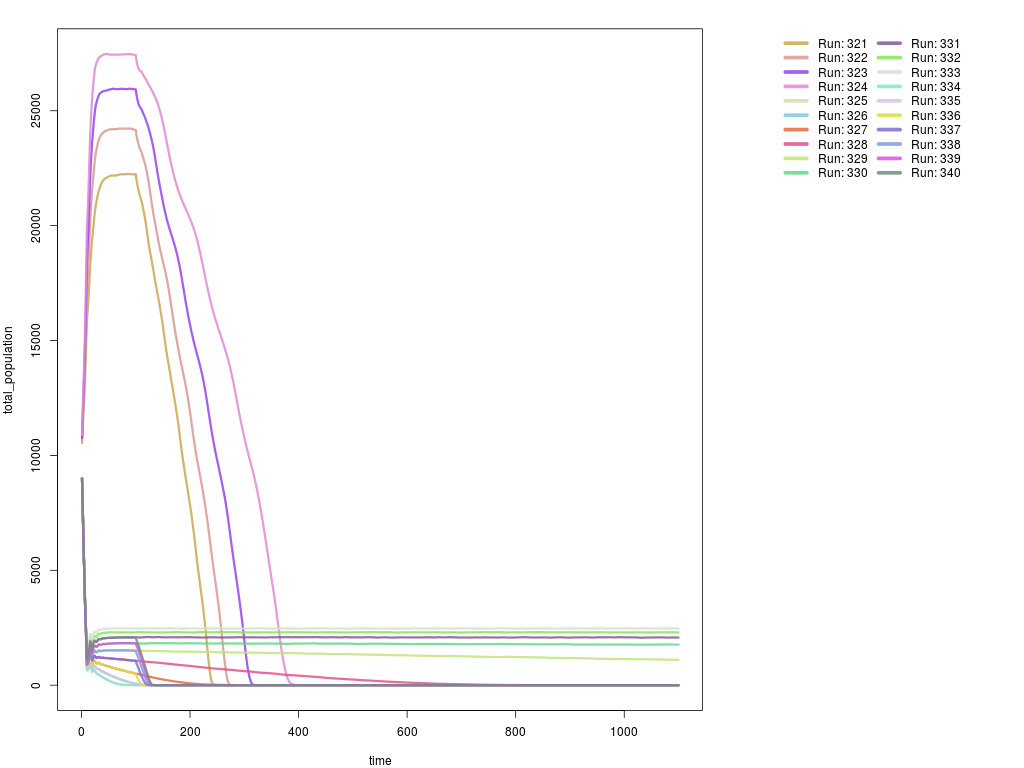 25000
20000
15000
10000
5000
0
total_population
0 200 400 600 800 1000
time
Run: 321 Run: 331
Run: 322 Run: 332
Run: 323 Run: 333
Run: 324 Run: 334
Run: 325 Run: 335
Run: 326 Run: 336
Run: 327 Run: 337
Run: 328 Run: 338
Run: 329 Run: 339
Run: 330 Run: 340